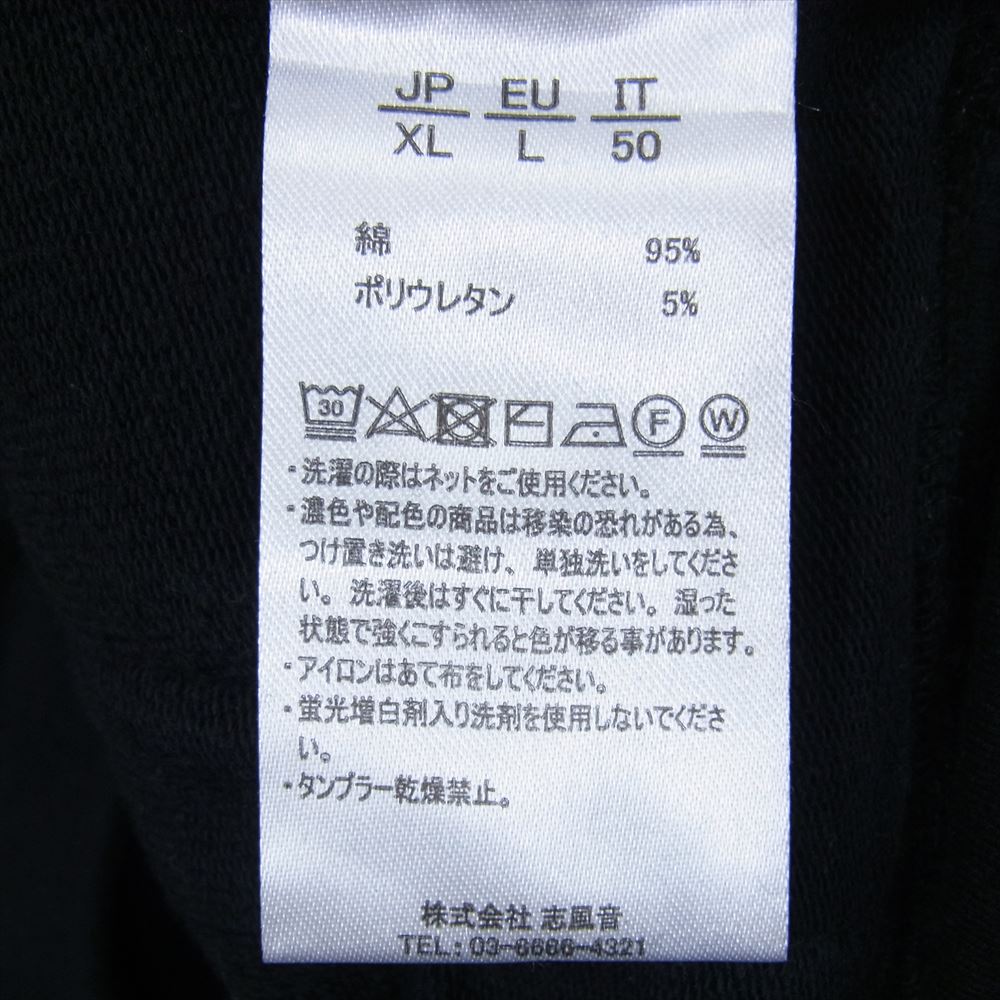 JP EU IT
XL L 50
綿 95%
ポリウレタン 5%
30 F W
・洗濯の際はネットをご使用ください。
・濃色や配色の商品は移染の恐れがある為、
つけ置き洗いは避け、単独洗いをしてくださ
い。洗濯後はすぐに干してください。湿った
状態で強くこすられると色が移る事があります。
・アイロンはあて布をしてください。
・蛍光増白剤入り洗剤を使用しないでくださ
い。
・タンブラー乾燥禁止。
株式会社 志風音
TEL: 03-6666-4321